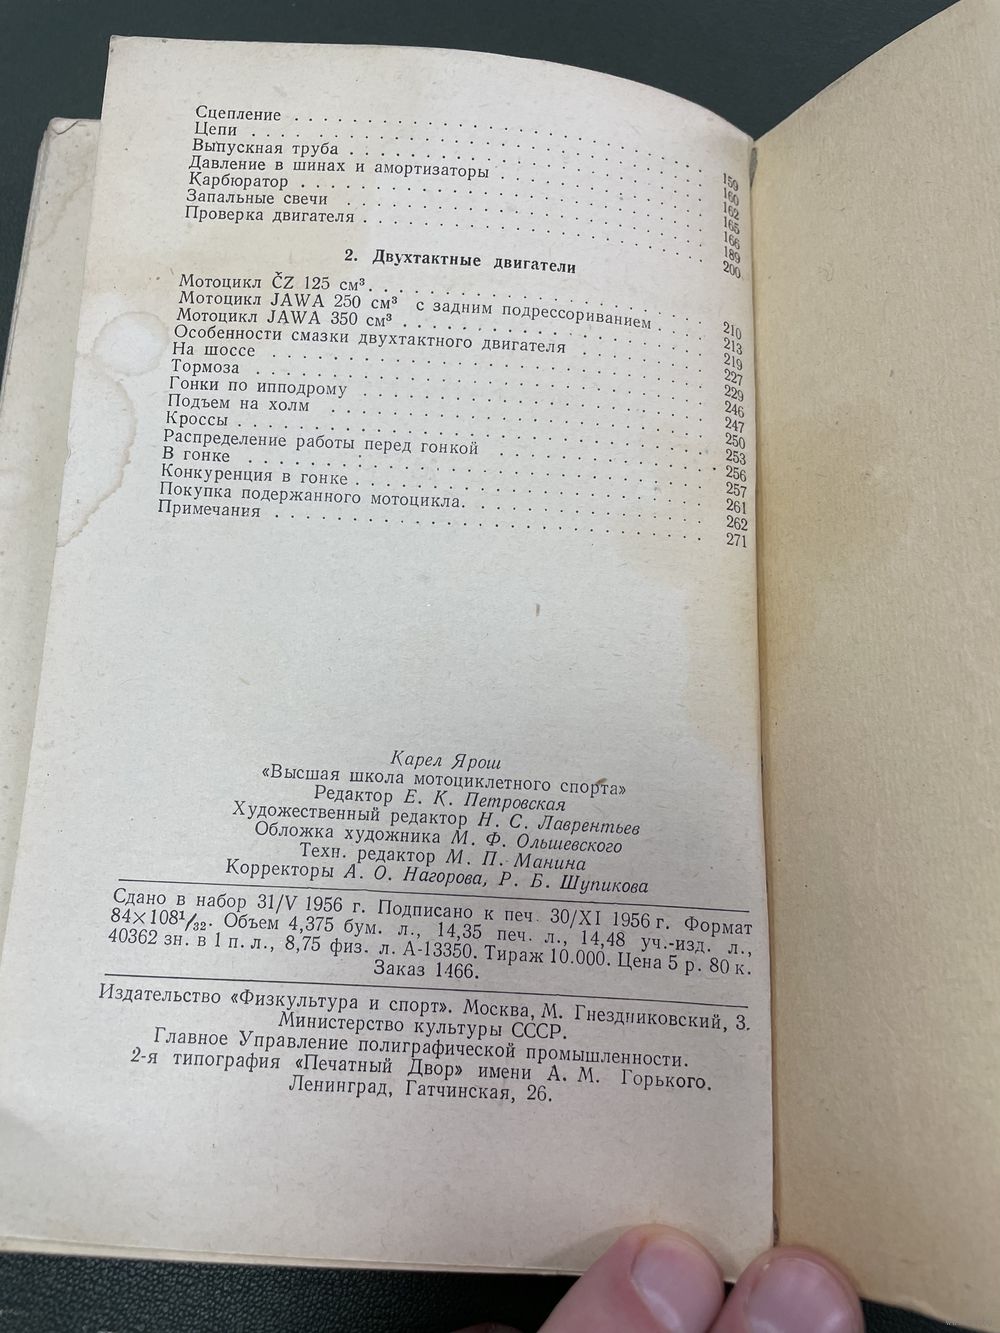 Сцепление . . . . . . . . . . 159
Цепи . . . . . . . . . . 160
Выпускная труба . . . . . . . . . . 162
Давление в шинах и амортизаторы . . . . . . . . . . 165
Карбюратор . . . . . . . . . . 166
Запальные свечи . . . . . . . . . . 189
Проверка двигателя . . . . . . . . . . 200
2. Двухтактные двигатели
Мотоцикл ČZ 125 см³ . . . . . . . . . . 210
Мотоцикл JAWA 250 см³ с задним подрессориванием . . . . 213
Мотоцикл JAWA 350 см³ . . . . . . . . . . 219
Особенности смазки двухтактного двигателя . . . . . . . . 227
На шоссе . . . . . . . . . . 229
Тормоза . . . . . . . . . . 246
Гонки по ипподрому . . . . . . . . . . 247
Подъем на холм . . . . . . . . . . 250
Кроссы . . . . . . . . . . 253
Распределение работы перед гонкой . . . . . . . . . . 256
В гонке . . . . . . . . . . 257
Конкуренция в гонке . . . . . . . . . . 261
Покупка подержанного мотоцикла . . . . . . . . . . 262
Примечания . . . . . . . . . . 271
Карел Ярош
«Высшая школа мотоциклетного спорта»
Редактор Е. К. Петровская
Художественный редактор Н. С. Лаврентьев
Обложка художника М. Ф. Ольшевского
Техн. редактор М. П. Манина
Корректоры А. О. Нагорова, Р. Б. Шупикова
Сдано в набор 31/V 1956 г. Подписано к печ. 30/XI 1956 г. Формат
84×108¹/₃₂. Объем 4,375 бум. л., 14,35 печ. л., 14,48 уч.-изд. л.,
40362 зн. в 1 п. л., 8,75 физ. л. А-13350. Тираж 10.000. Цена 5 р. 80 к.
Заказ 1466.
Издательство «Физкультура и спорт». Москва, М. Гнездниковский, 3.
Министерство культуры СССР.
Главное Управление полиграфической промышленности.
2-я типография «Печатный Двор» имени А. М. Горького.
Ленинград, Гатчинская, 26.